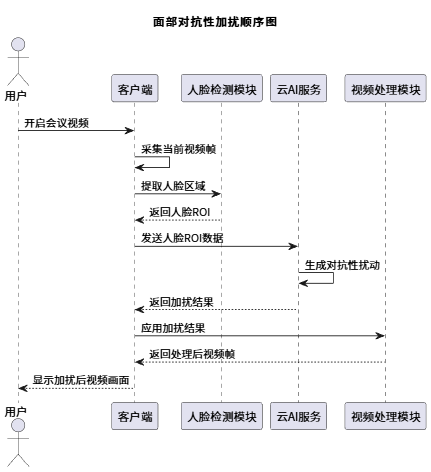 面部对抗性加扰顺序图
用户
客户端
人脸检测模块
云AI服务
视频处理模块
开启会议视频
采集当前视频帧
提取人脸区域
返回人脸ROI
发送人脸ROI数据
生成对抗性扰动
返回加扰结果
应用加扰结果
返回处理后视频帧
显示加扰后视频画面
用户
客户端
人脸检测模块
云AI服务
视频处理模块